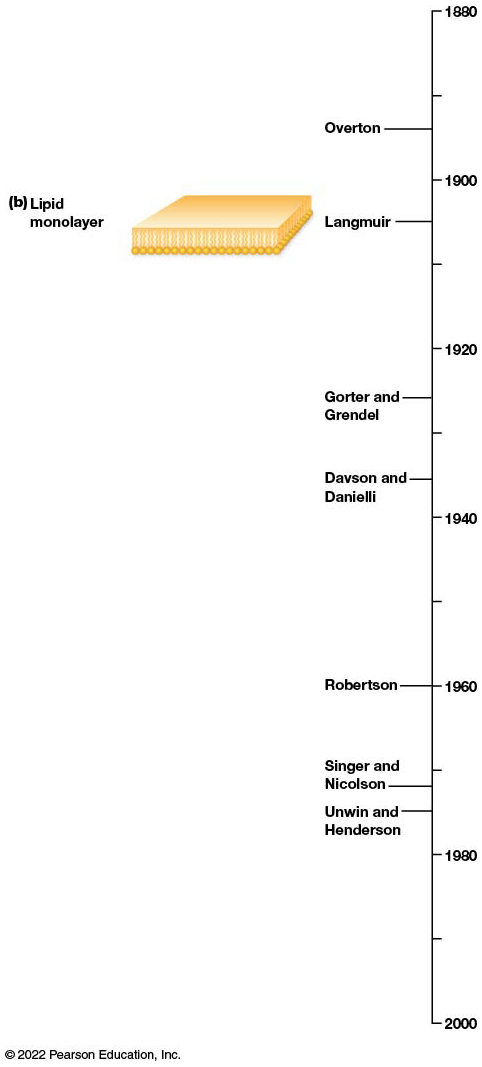 1880
Overton
1900
(b) Lipid
monolayer
Langmuir
1920
Gorter and
Grendel
Davson and
Danielli
1940
Robertson
1960
Singer and
Nicolson
Unwin and
Henderson
1980
2000
© 2022 Pearson Education, Inc.